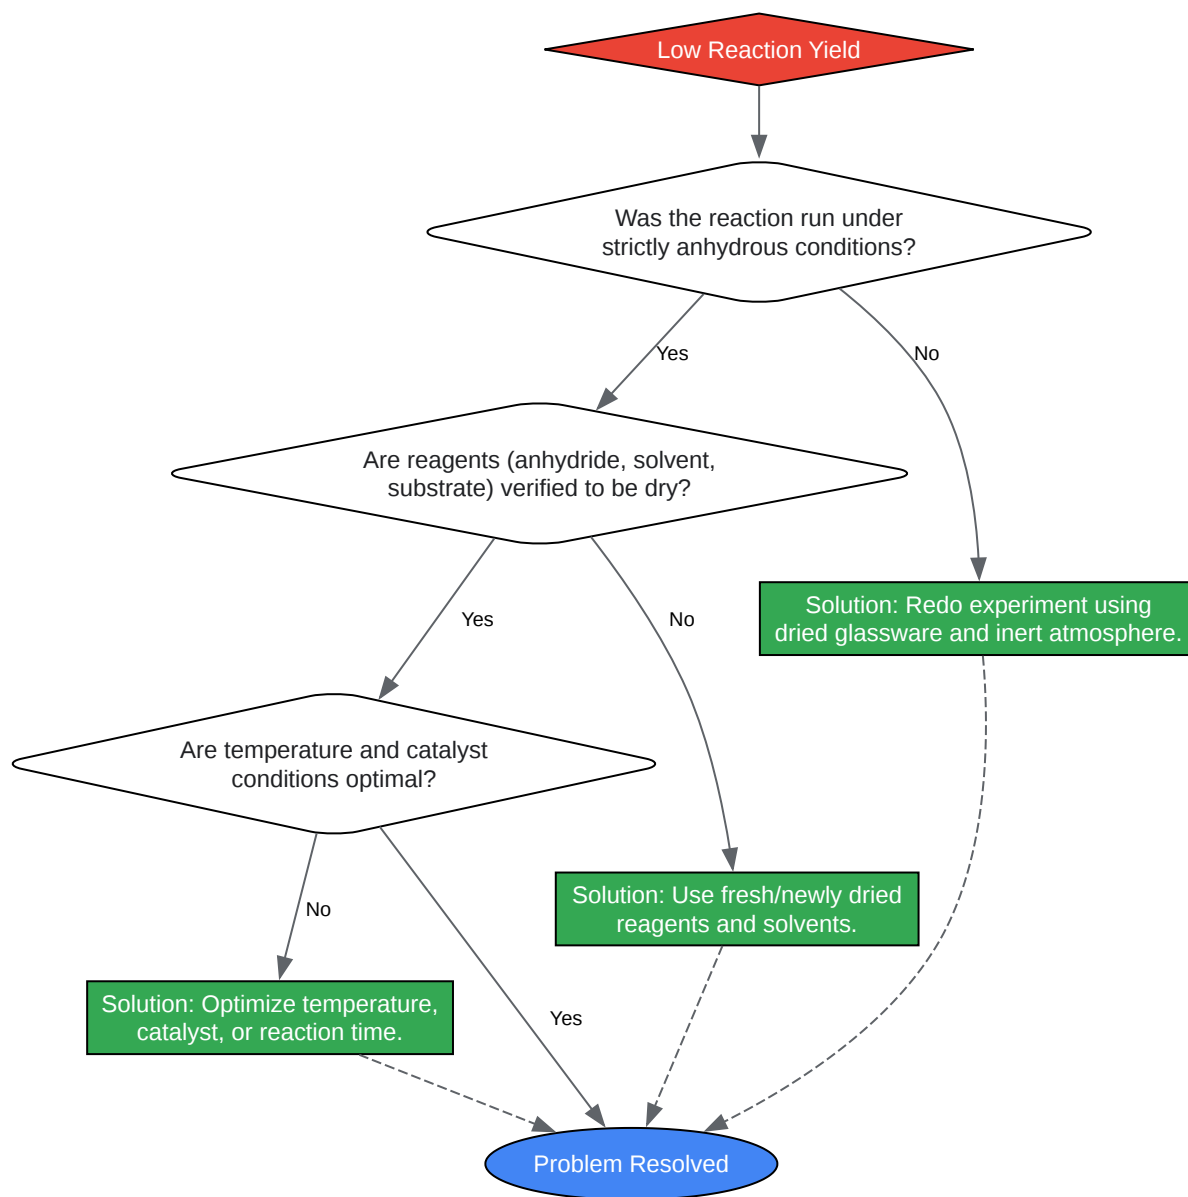 Low Reaction Yield
Was the reaction run under
strictly anhydrous conditions?
Yes
No
Are reagents (anhydride, solvent,
substrate) verified to be dry?
Yes
No
Solution: Redo experiment using
dried glassware and inert atmosphere.
Are temperature and catalyst
conditions optimal?
No
Yes
Solution: Use fresh/newly dried
reagents and solvents.
Solution: Optimize temperature,
catalyst, or reaction time.
Problem Resolved